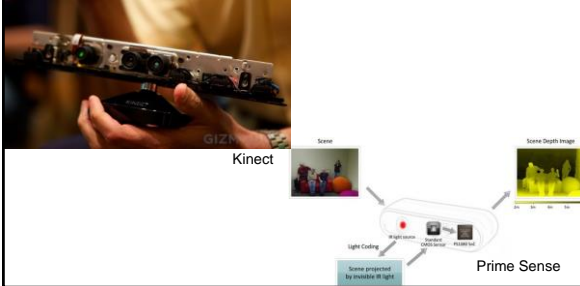 GIZM
Kinect
Scene
Scene Depth Image
IR light source
Standard
CMOS Sensor
PS1080 SoC
Light Coding
Scene projected
by invisible IR light
Prime Sense